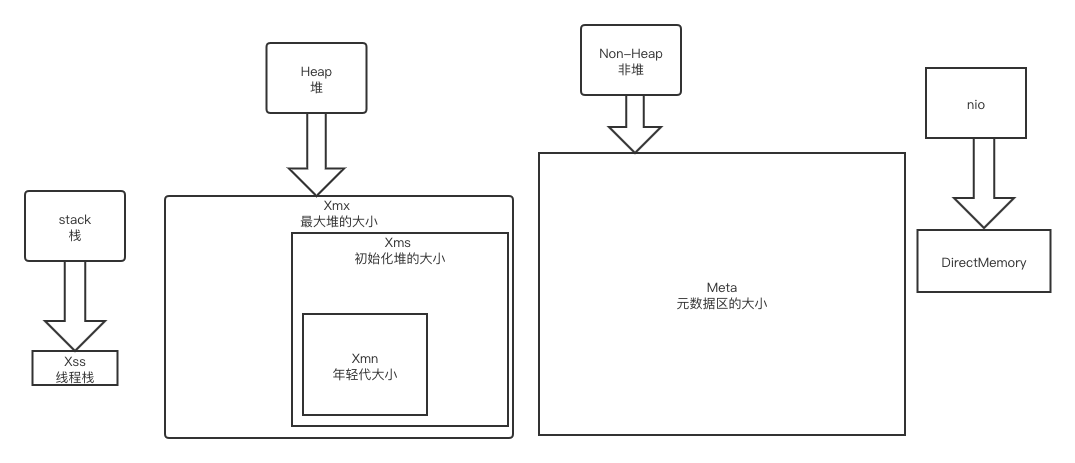 stack
栈
Xss
线程栈
Heap
堆
Xmx
最大堆的大小
Xms
初始化堆的大小
Xmn
年轻代大小
Non-Heap
非堆
Meta
元数据区的大小
nio
DirectMemory